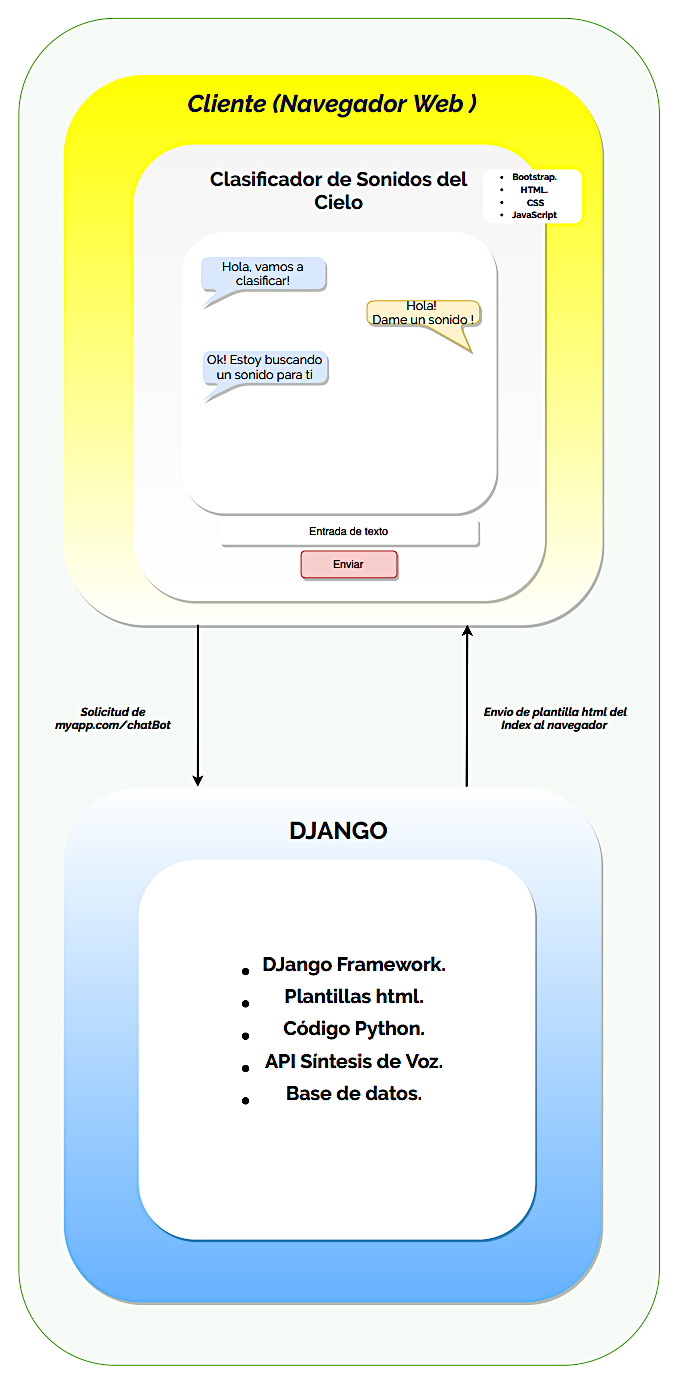 Cliente (Navegador Web )
Clasificador de Sonidos del
Cielo
• Bootstrap.
• HTML.
• CSS
• JavaScript
Hola, vamos a
clasificar!
Hola!
Dame un sonido !
Ok! Estoy buscando
un sonido para ti
Entrada de texto
Enviar
Solicitud de
myapp.com/chatBot
Envio de plantilla html del
Index al navegador
DJANGO
• DJango Framework.
• Plantillas html.
• Código Python.
• API Síntesis de Voz.
• Base de datos.